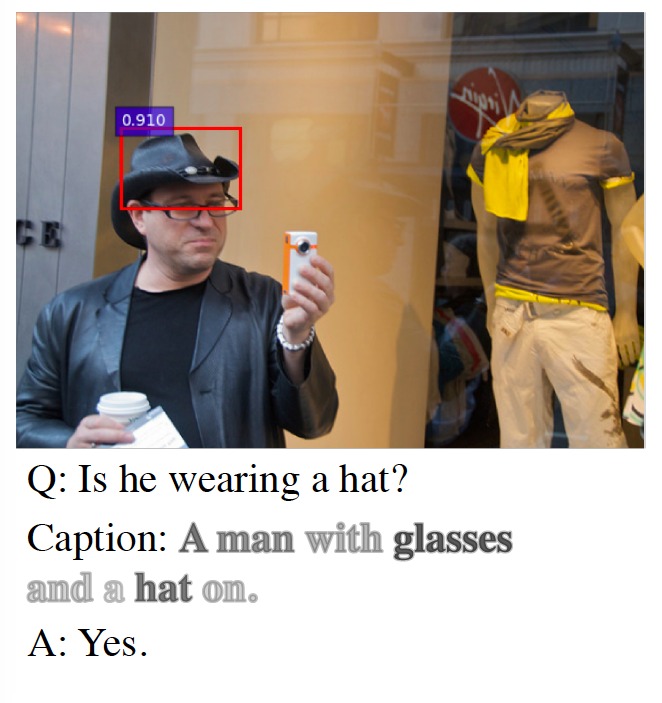 0.910
Virgin
CE
Q: Is he wearing a hat?
Caption: A man with glasses
and a hat on.
A: Yes.